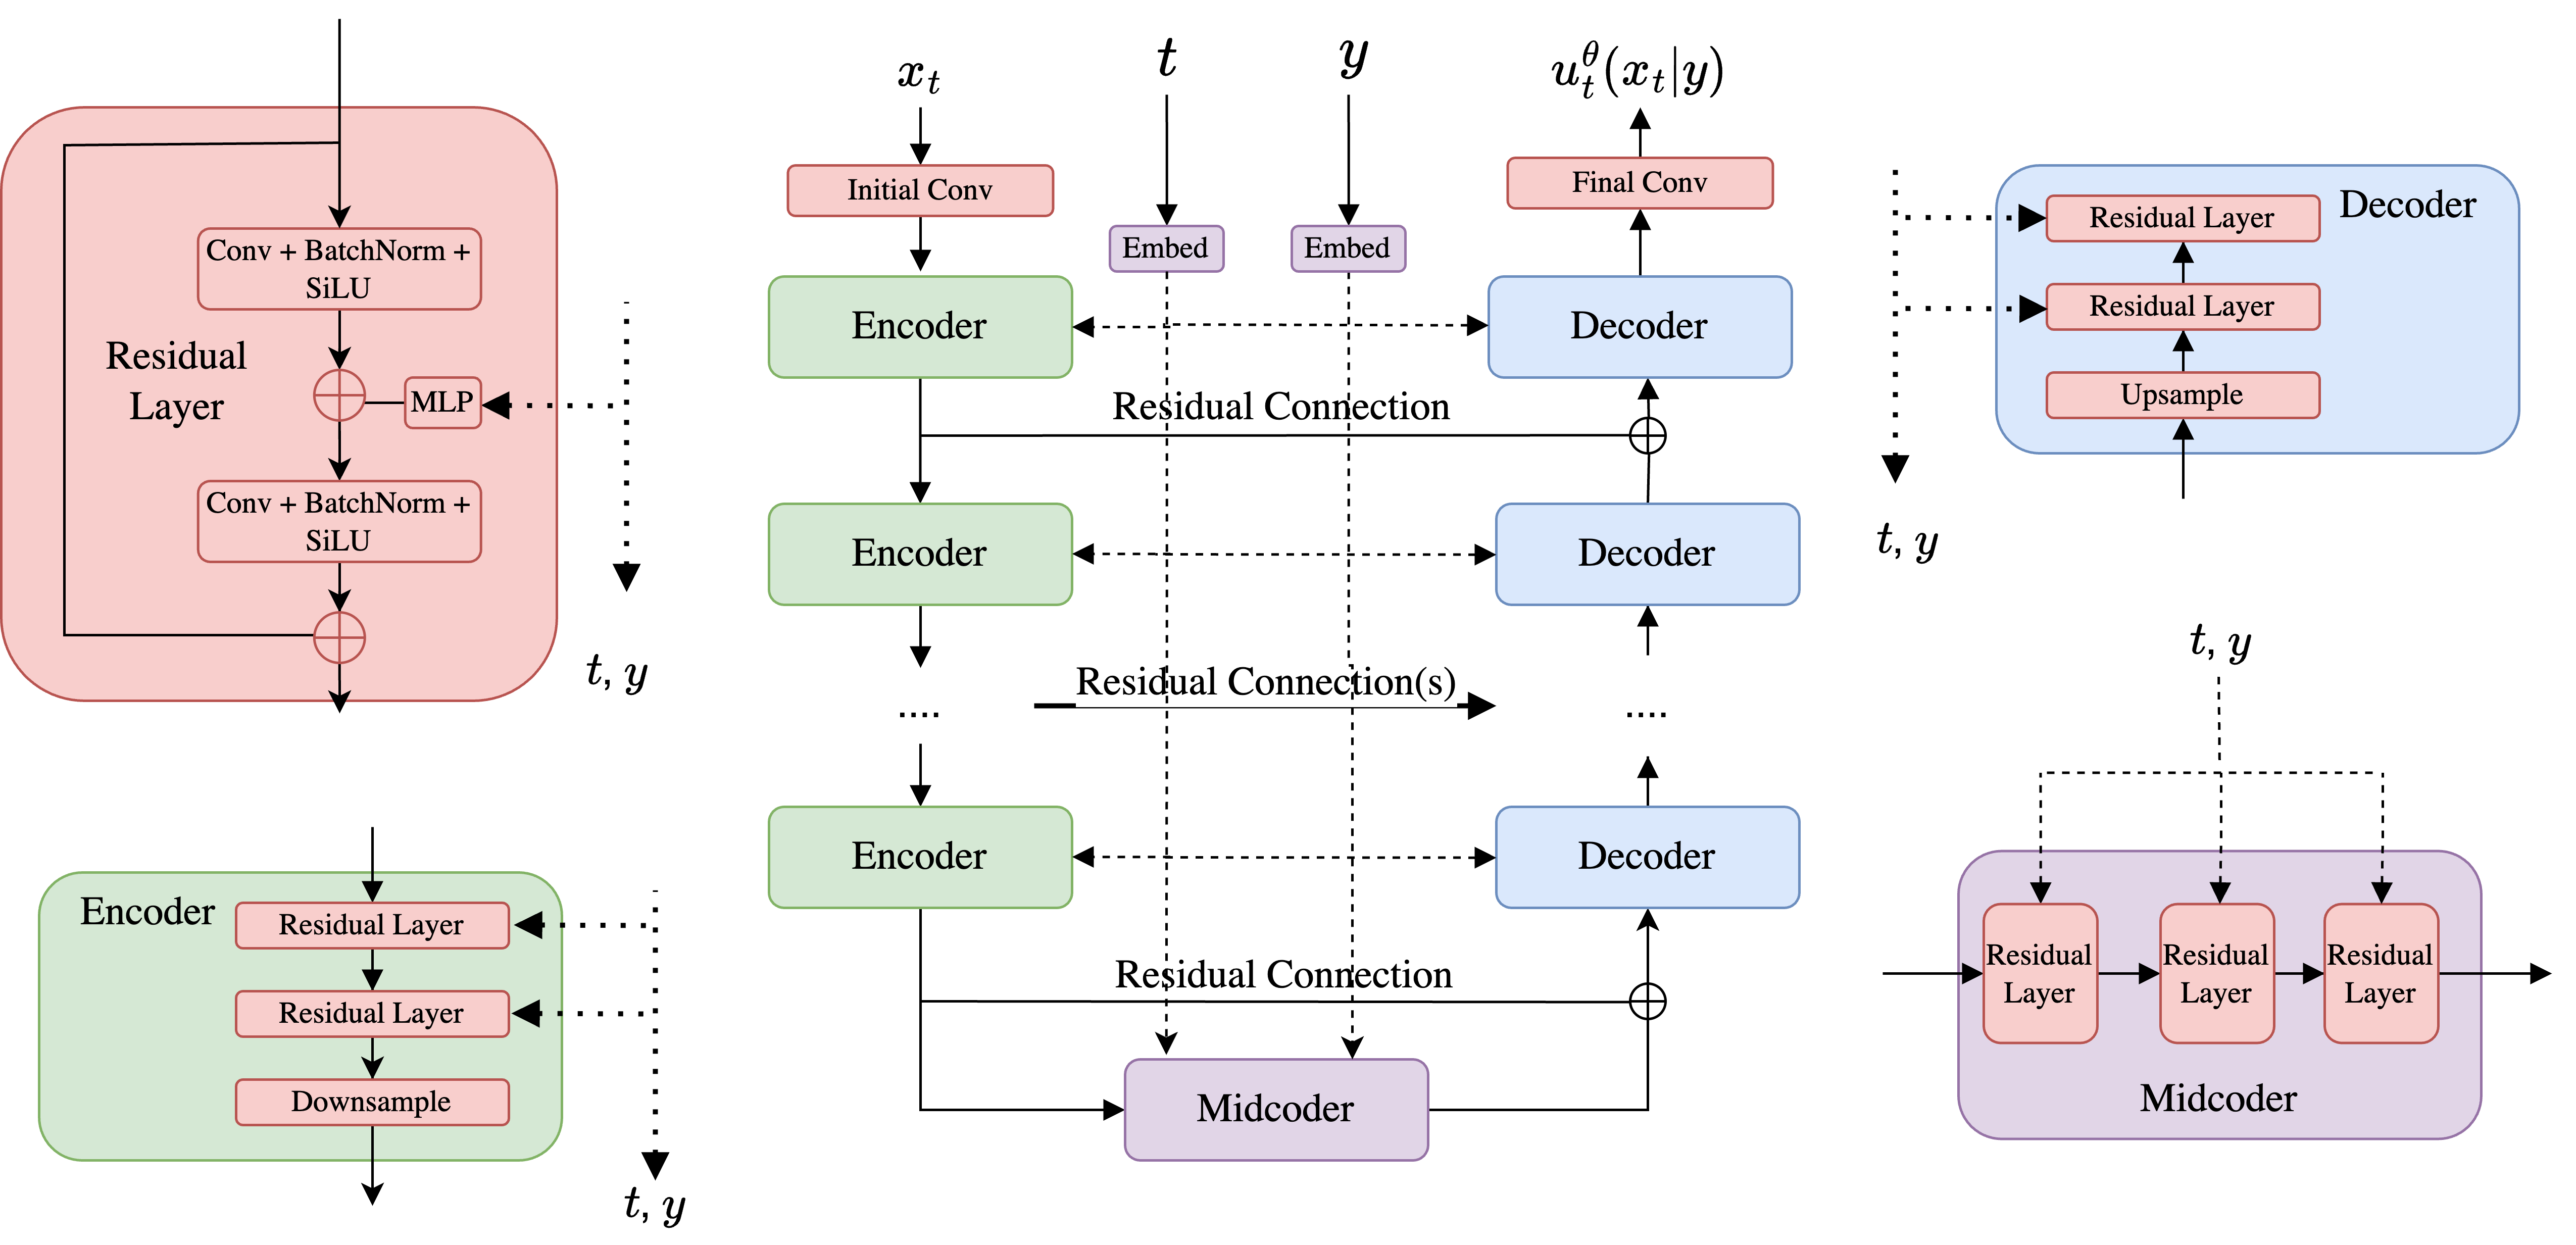 Conv + BatchNorm +
SiLU
Residual
Layer
MLP
Conv + BatchNorm +
SiLU
t, y
Encoder
Residual Layer
Residual Layer
Downsample
t, y
x_t
t
y
u_t^θ(x_t|y)
Initial Conv
Embed
Embed
Final Conv
Encoder
Decoder
Residual Connection
Encoder
Decoder
Residual Connection(s)
....
....
Encoder
Decoder
Residual Connection
Midcoder
Decoder
Residual Layer
Residual Layer
Upsample
t, y
t, y
Residual
Layer
Residual
Layer
Residual
Layer
Midcoder